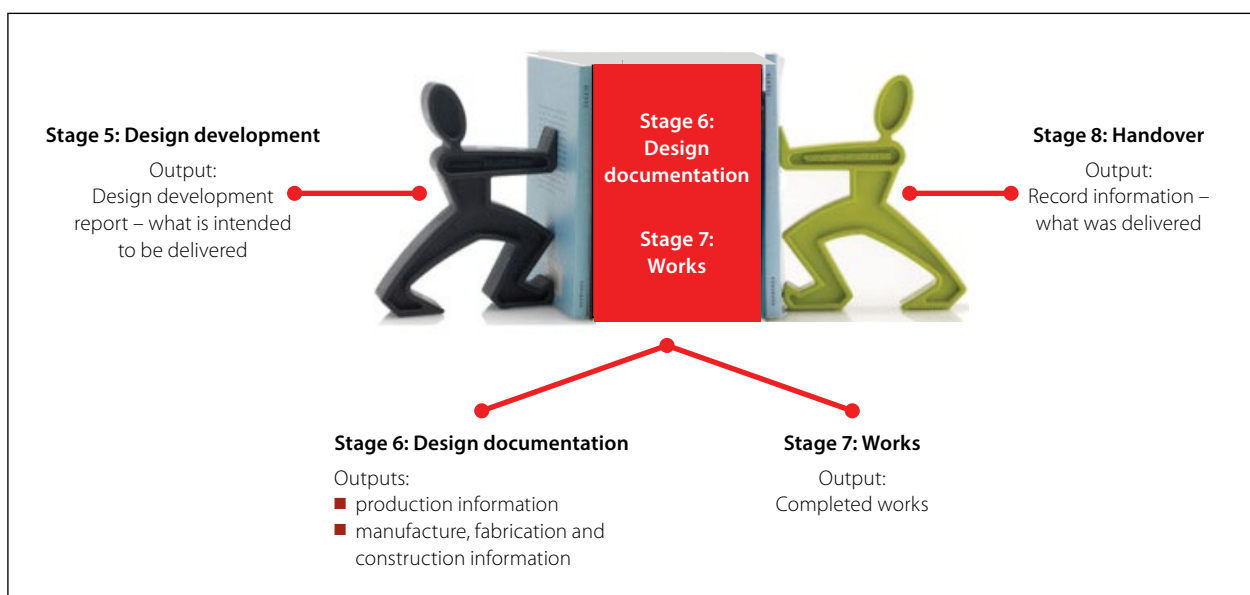 Stage 5: Design development
Output:
Design development
report – what is intended
to be delivered
Stage 6:
Design
documentation
Stage 7:
Works
Stage 8: Handover
Output:
Record information –
what was delivered
Stage 6: Design documentation
Outputs:
■ production information
■ manufacture, fabrication and
construction information
Stage 7: Works
Output:
Completed works